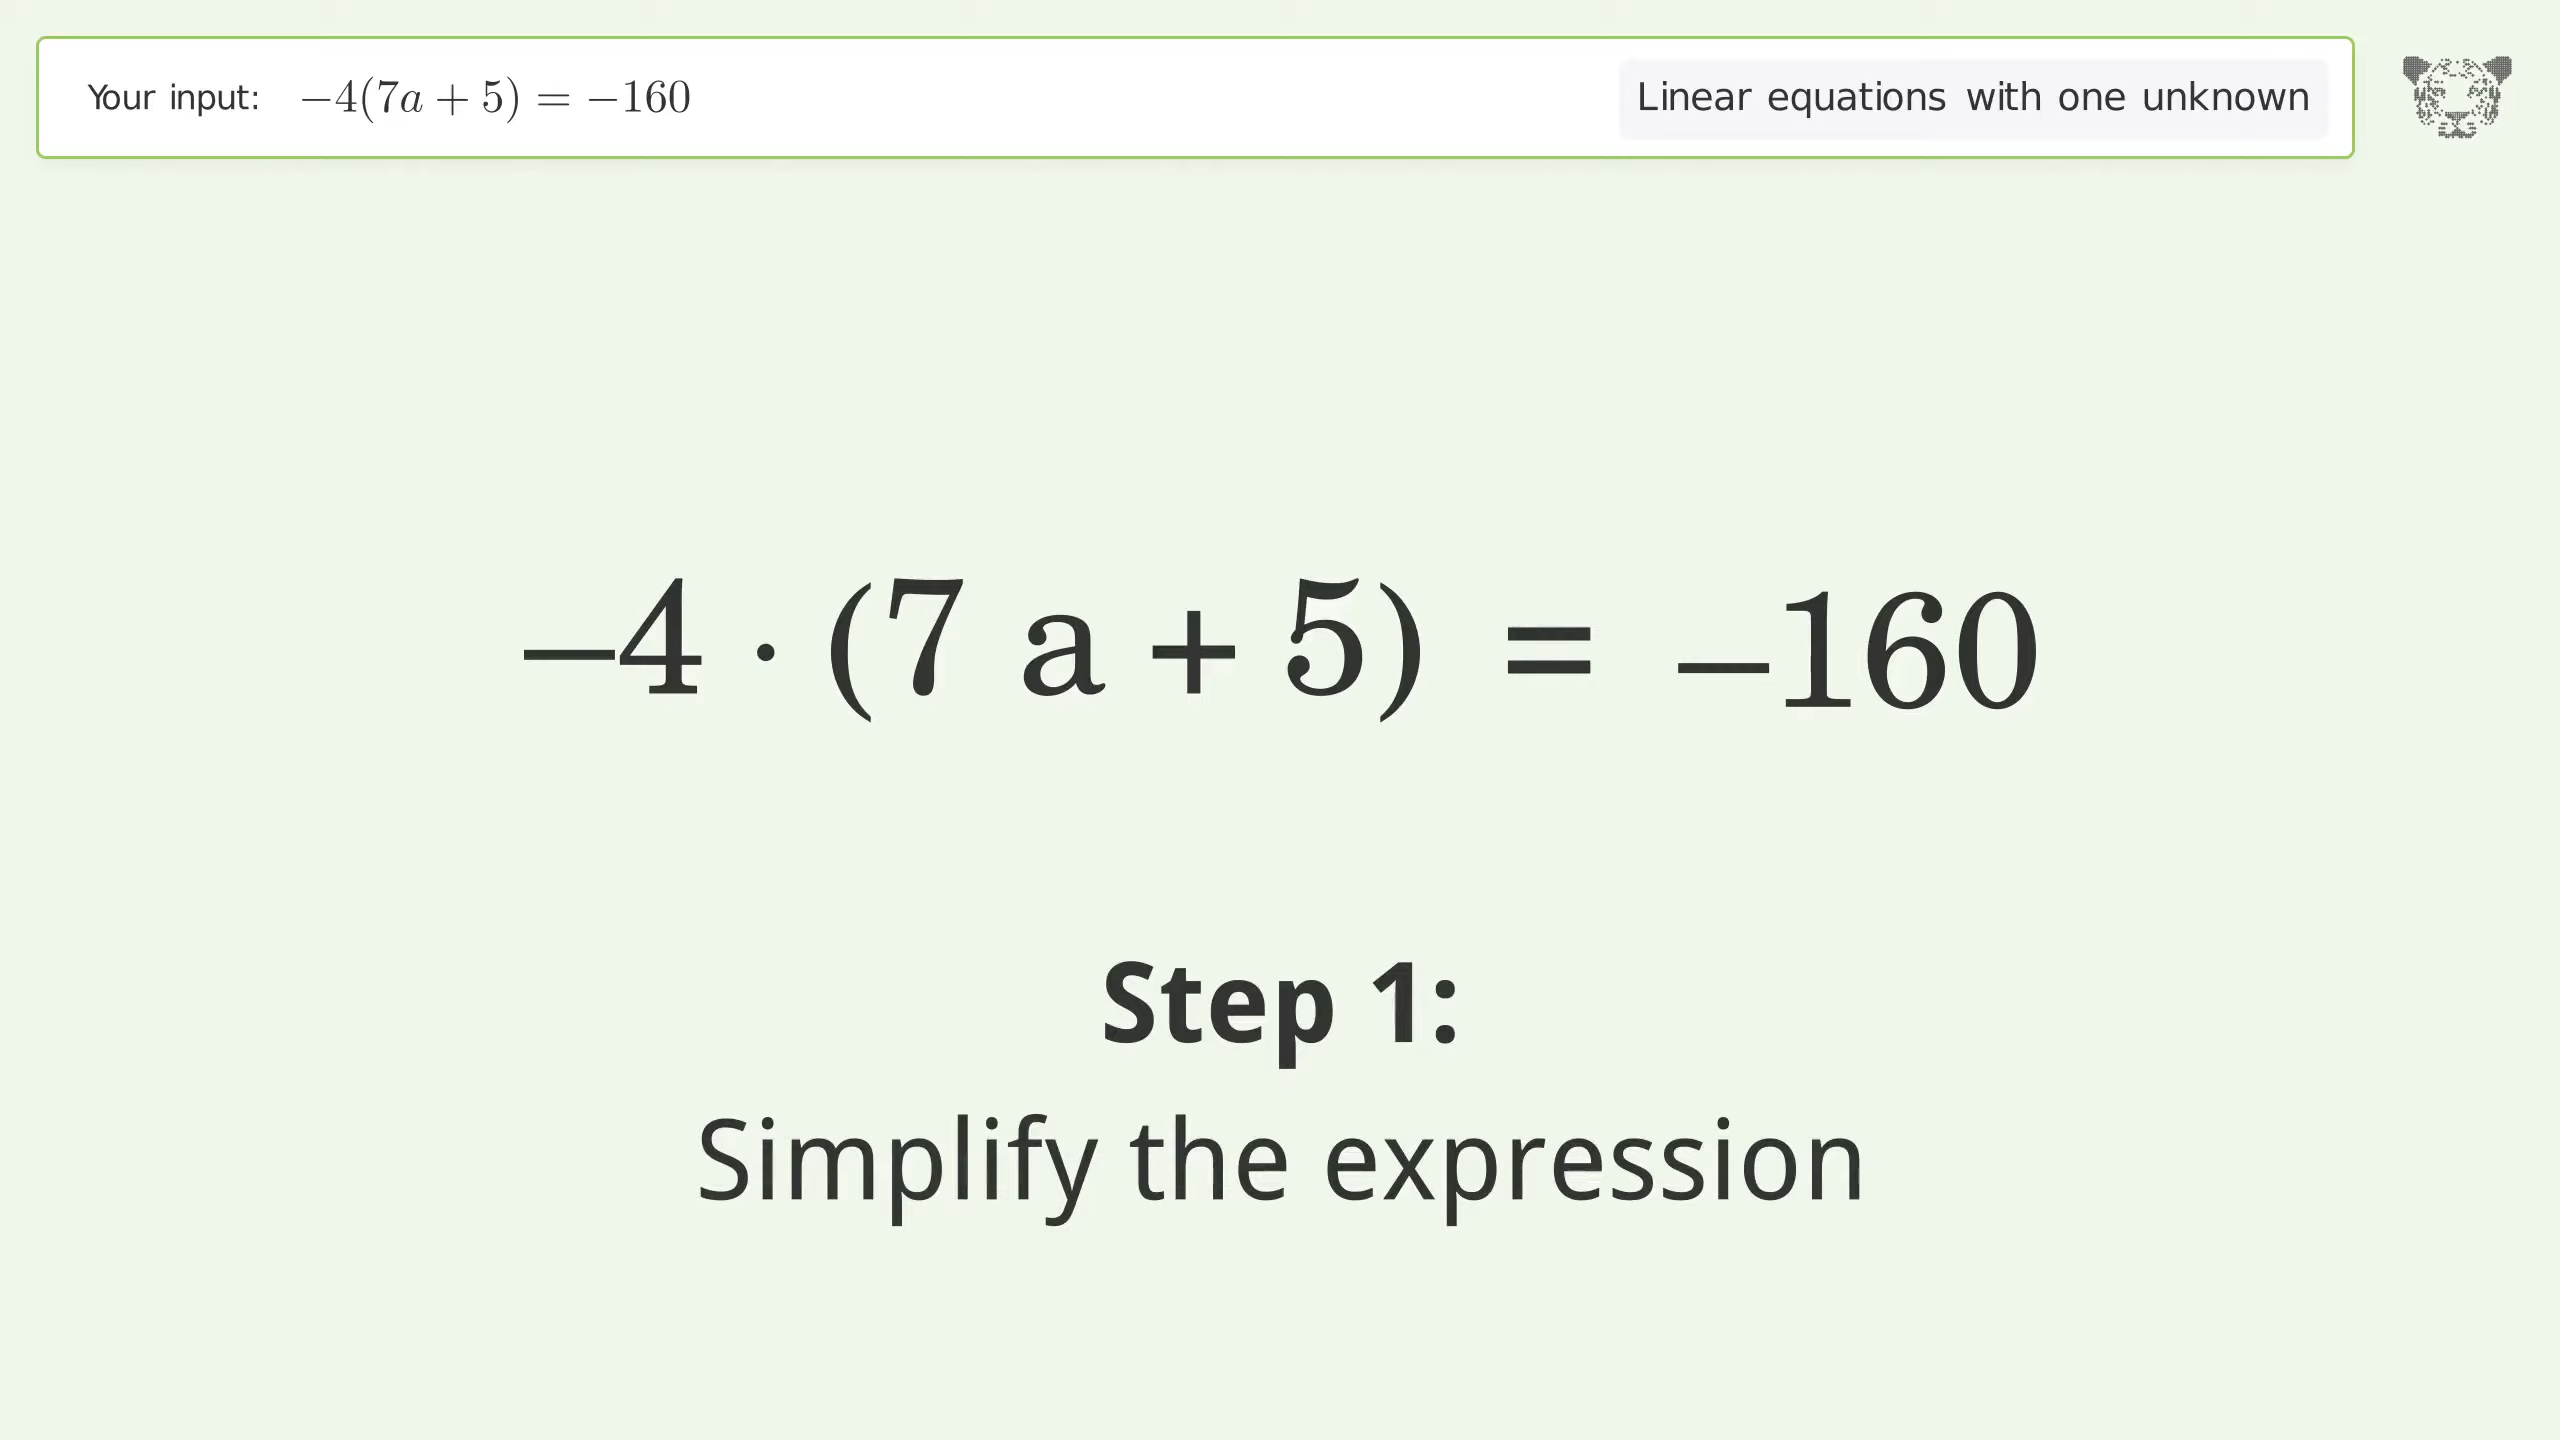 Your input: −4(7a + 5) = −160
Linear equations with one unknown
−4 · (7 a + 5) = −160
Step 1:
Simplify the expression